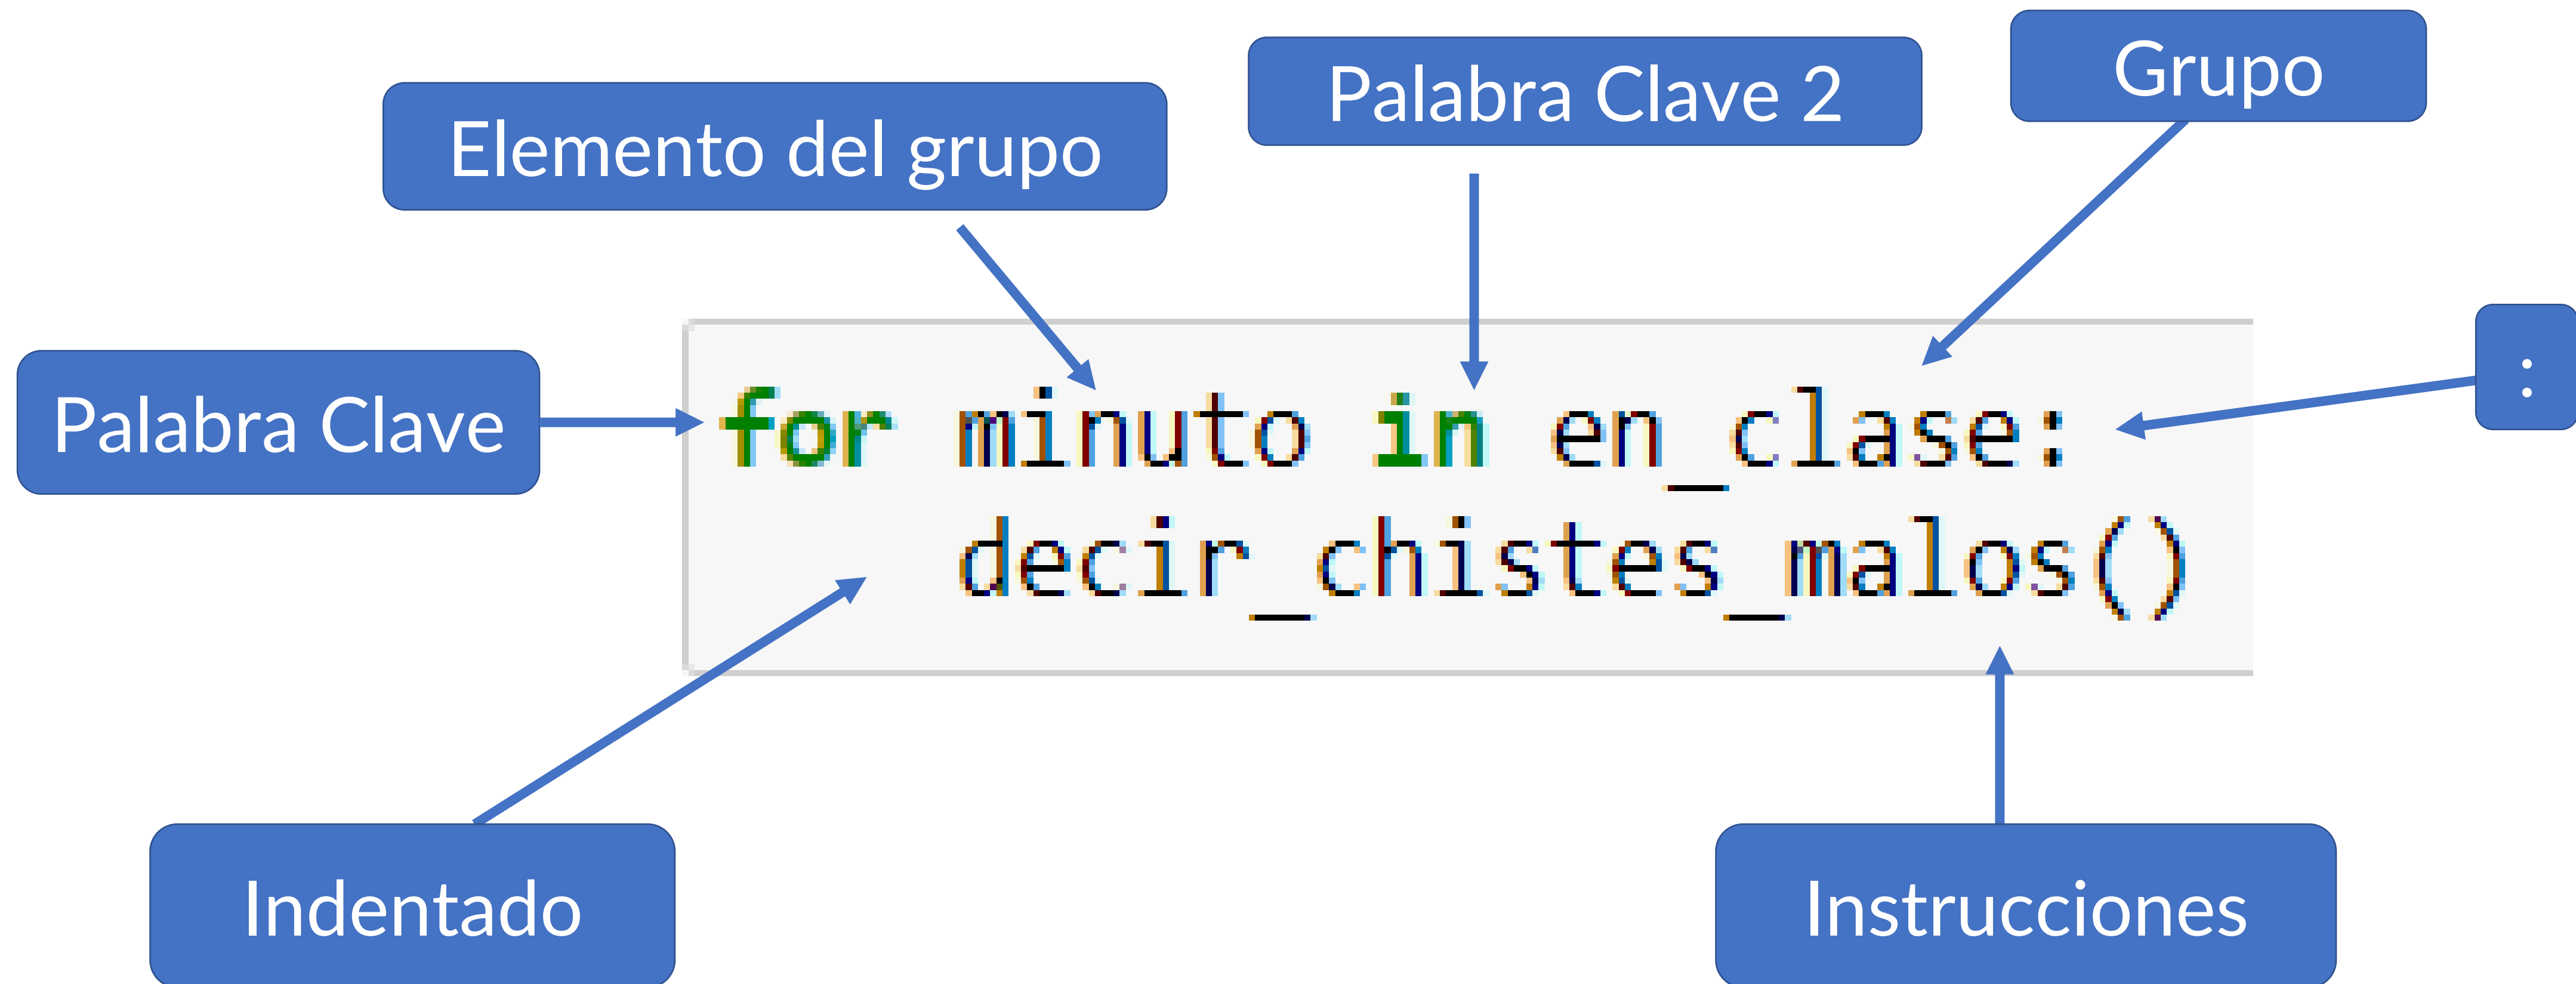 Grupo
Palabra Clave 2
Elemento del grupo
:
Palabra Clave
for minuto in en_clase:
    decir_chistes_malos()
Indentado
Instrucciones